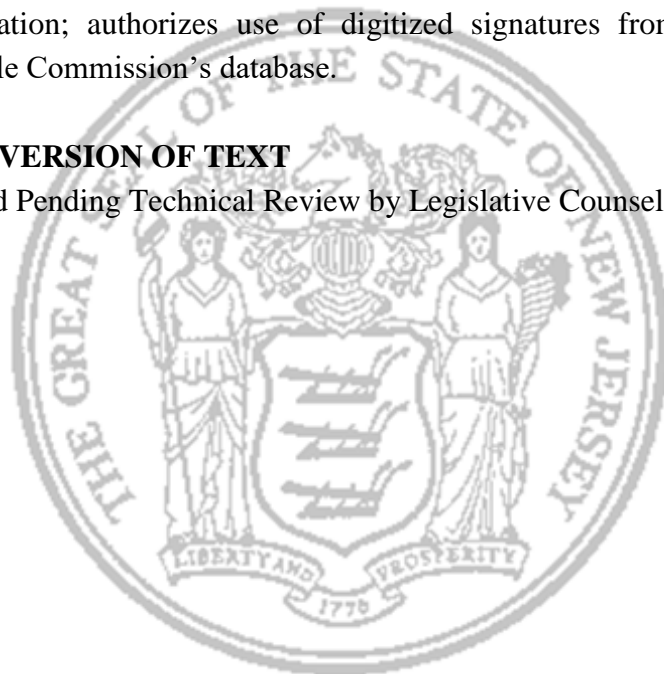 ation; authorizes use of digitized signatures from
le Commission’s database.
VERSION OF TEXT
d Pending Technical Review by Legislative Counsel
THE GREAT SEAL OF THE STATE OF NEW JERSEY
LIBERTY AND PROSPERITY
1776